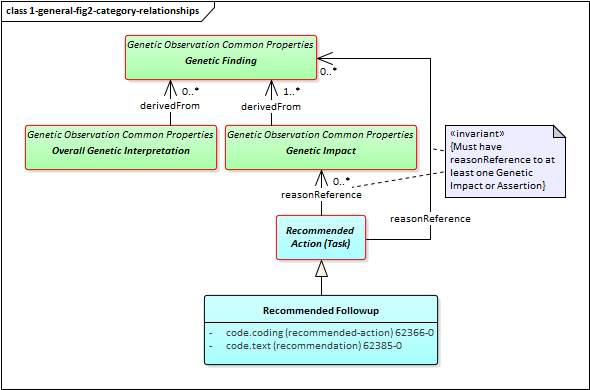 class 1-general-fig2-category-relationships
Genetic Observation Common Properties
Genetic Finding
0..*
0..*
derivedFrom
1..*
derivedFrom
Genetic Observation Common Properties
Overall Genetic Interpretation
Genetic Observation Common Properties
Genetic Impact
«invariant»
{Must have
reasonReference to at
least one Genetic
Impact or Assertion}
0..*
reasonReference
reasonReference
Recommended
Action (Task)
Recommended Followup
- code.coding (recommended-action) 62366-0
- code.text (recommendation) 62385-0